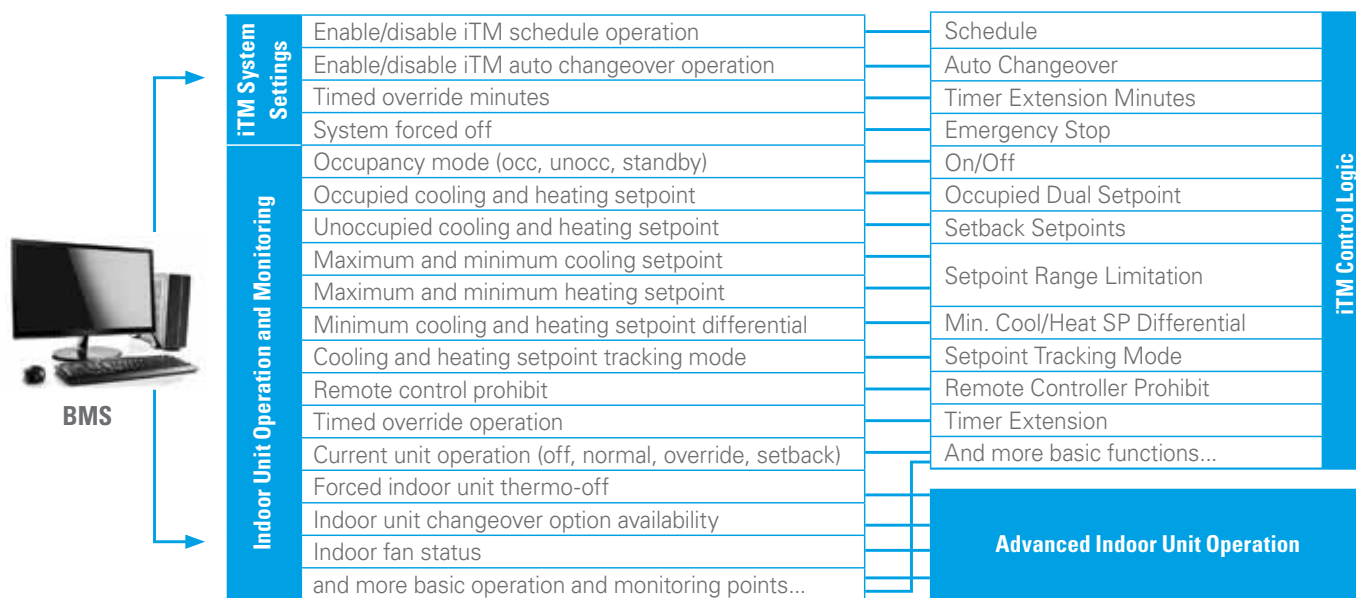 BMS
iTM System
Settings
Enable/disable iTM schedule operation
Enable/disable iTM auto changeover operation
Timed override minutes
System forced off
Indoor Unit Operation and Monitoring
Occupancy mode (occ, unocc, standby)
Occupied cooling and heating setpoint
Unoccupied cooling and heating setpoint
Maximum and minimum cooling setpoint
Maximum and minimum heating setpoint
Minimum cooling and heating setpoint differential
Cooling and heating setpoint tracking mode
Remote control prohibit
Timed override operation
Current unit operation (off, normal, override, setback)
Forced indoor unit thermo-off
Indoor unit changeover option availability
Indoor fan status
and more basic operation and monitoring points...
Schedule
Auto Changeover
Timer Extension Minutes
Emergency Stop
On/Off
Occupied Dual Setpoint
Setback Setpoints
Setpoint Range Limitation
Min. Cool/Heat SP Differential
Setpoint Tracking Mode
Remote Controller Prohibit
Timer Extension
And more basic functions...
iTM Control Logic
Advanced Indoor Unit Operation